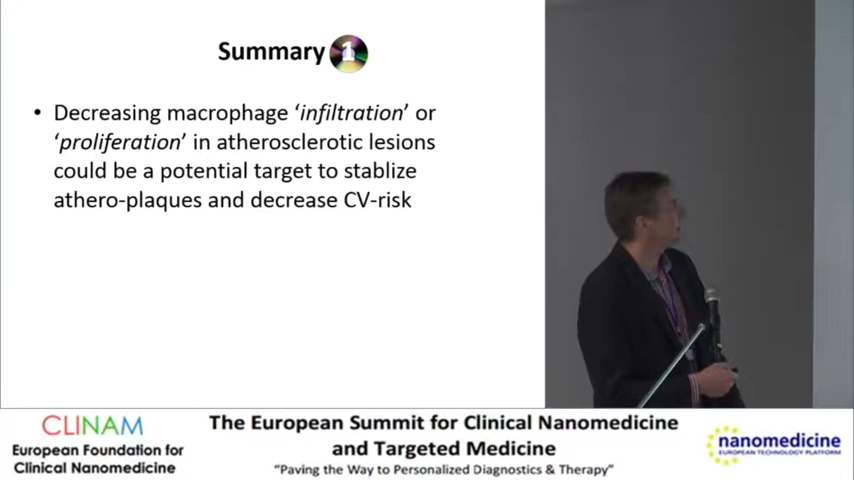 Summary 1
• Decreasing macrophage ‘infiltration’ or
‘proliferation’ in atherosclerotic lesions
could be a potential target to stablize
athero-plaques and decrease CV-risk
CLINAM
European Foundation for
Clinical Nanomedicine
The European Summit for Clinical Nanomedicine
and Targeted Medicine
“Paving the Way to Personalized Diagnostics & Therapy”
nanomedicine
EUROPEAN TECHNOLOGY PLATFORM